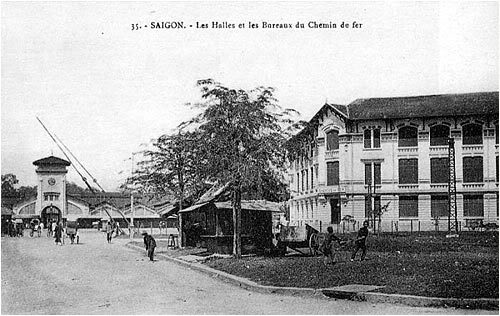 35. - SAIGON. - Les Halles et les Bureaux du Chemin de fer